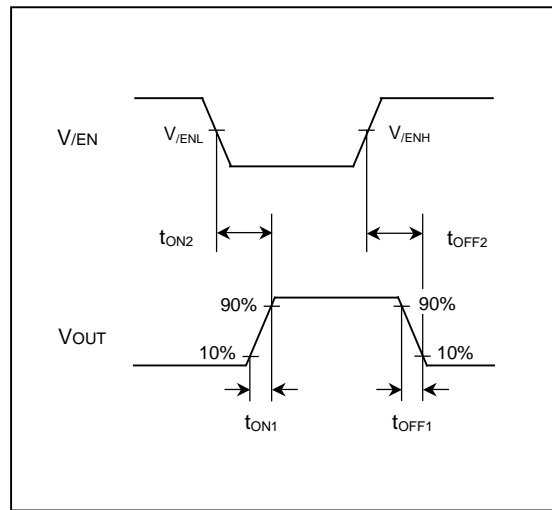 V/EN
V/ENL
V/ENH
tON2
tOFF2
VOUT
90%
90%
10%
10%
tON1
tOFF1